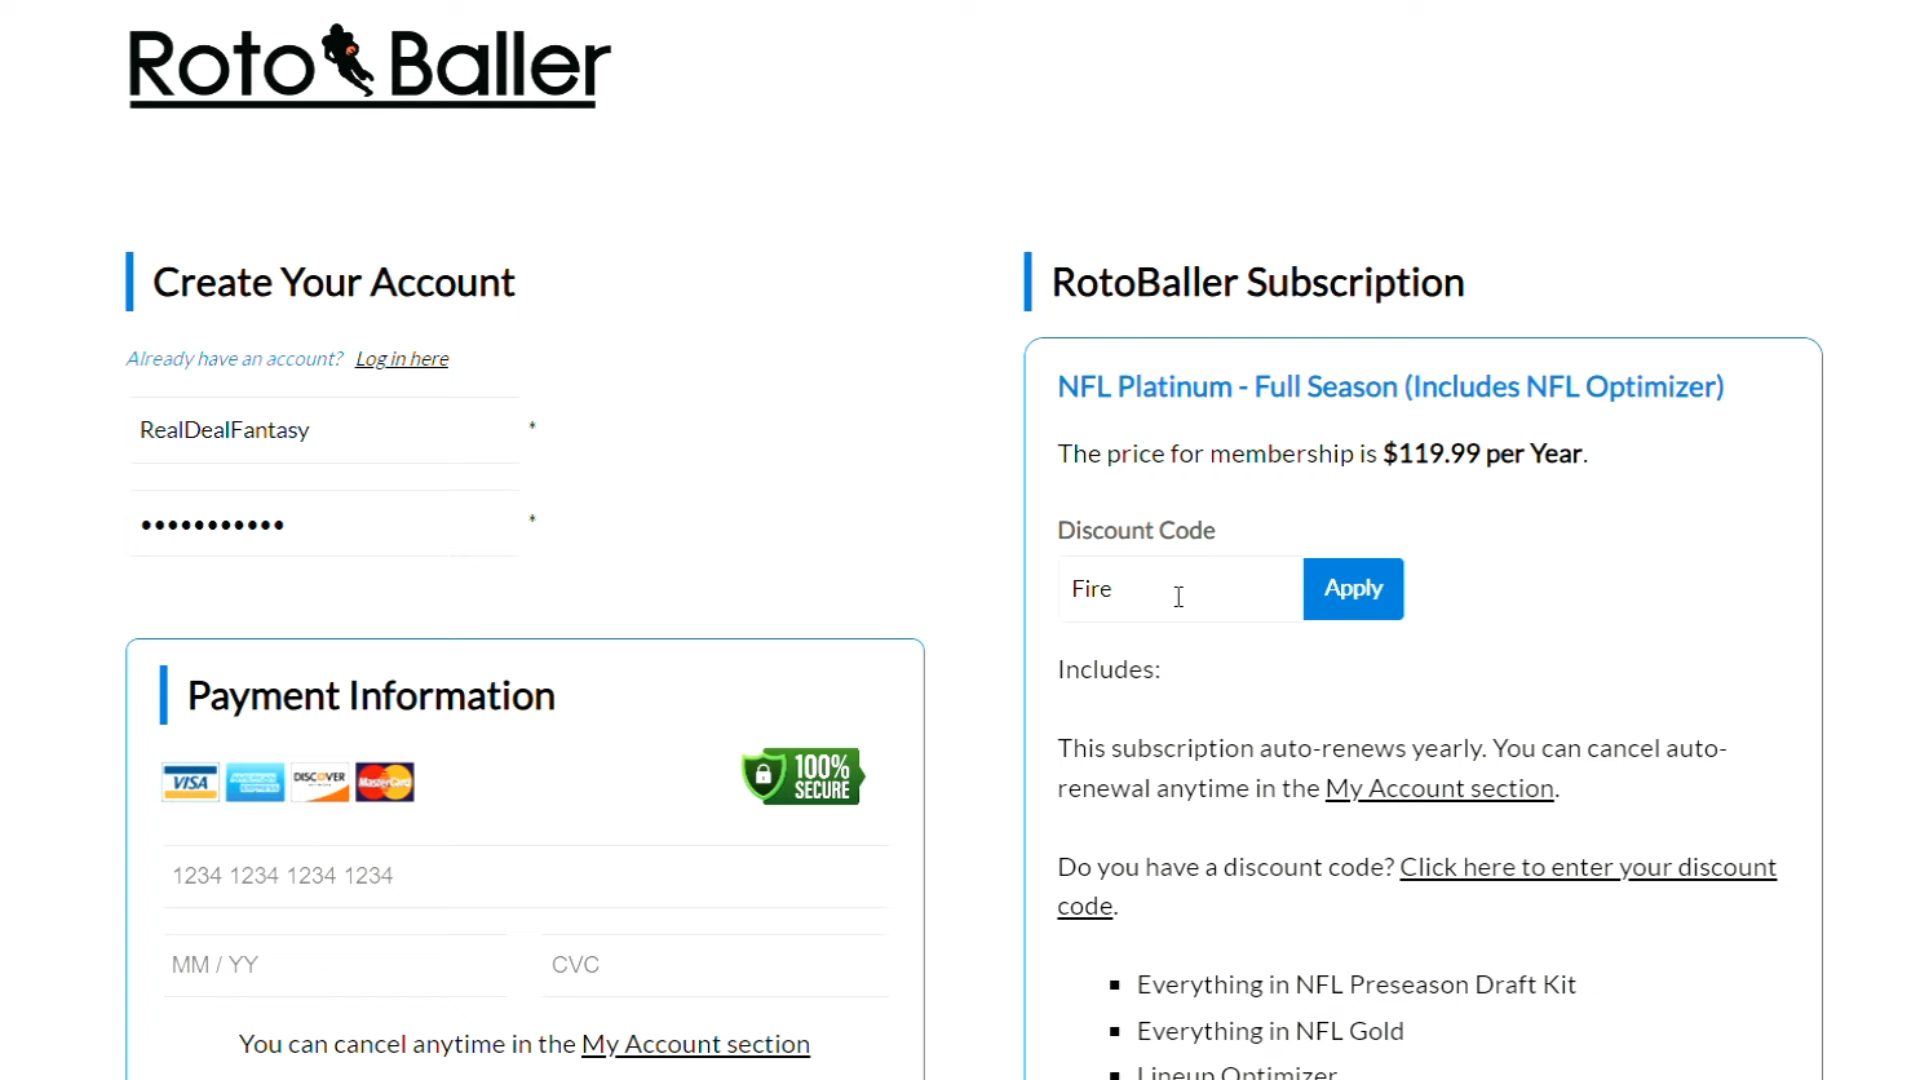 Roto Baller
Create Your Account
Already have an account? Log in here
RealDealFantasy
*
•••••••••••
*
Payment Information
VISA
AMERICAN EXPRESS
DISCOVER
MasterCard
100%
SECURE
1234 1234 1234 1234
MM / YY
CVC
You can cancel anytime in the My Account section
RotoBaller Subscription
NFL Platinum - Full Season (Includes NFL Optimizer)
The price for membership is $119.99 per Year.
Discount Code
Fire
Apply
Includes:
This subscription auto-renews yearly. You can cancel auto-
renewal anytime in the My Account section.
Do you have a discount code? Click here to enter your discount
code.
▪ Everything in NFL Preseason Draft Kit
▪ Everything in NFL Gold
▪ Lineup Optimizer